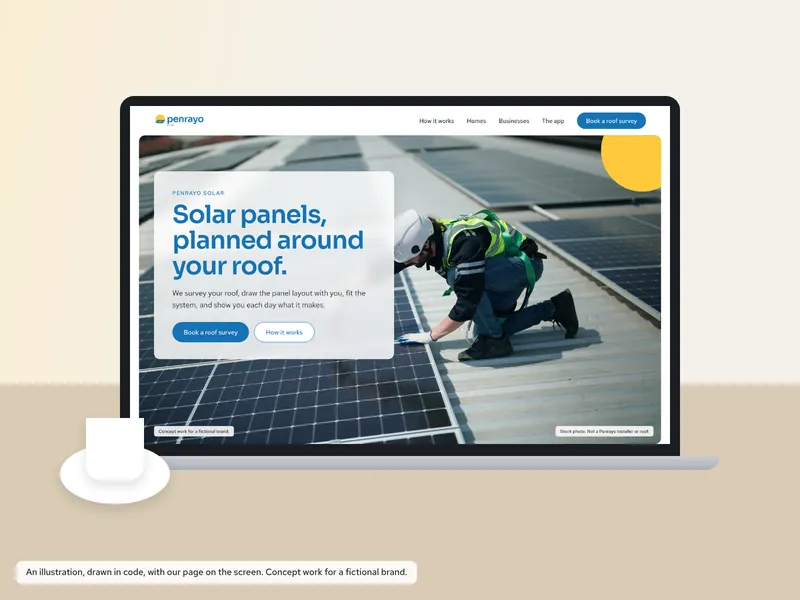 penrayo
How it works
Homes
Businesses
The app
Book a roof survey
PENRAYO SOLAR
Solar panels,
planned around
your roof.
We survey your roof, draw the panel layout with you, fit the
system, and show you each day what it makes.
Book a roof survey
How it works
Concept work for a fictional brand.
Stock photo. Not a Penrayo installer or roof.
An illustration, drawn in code, with our page on the screen. Concept work for a fictional brand.